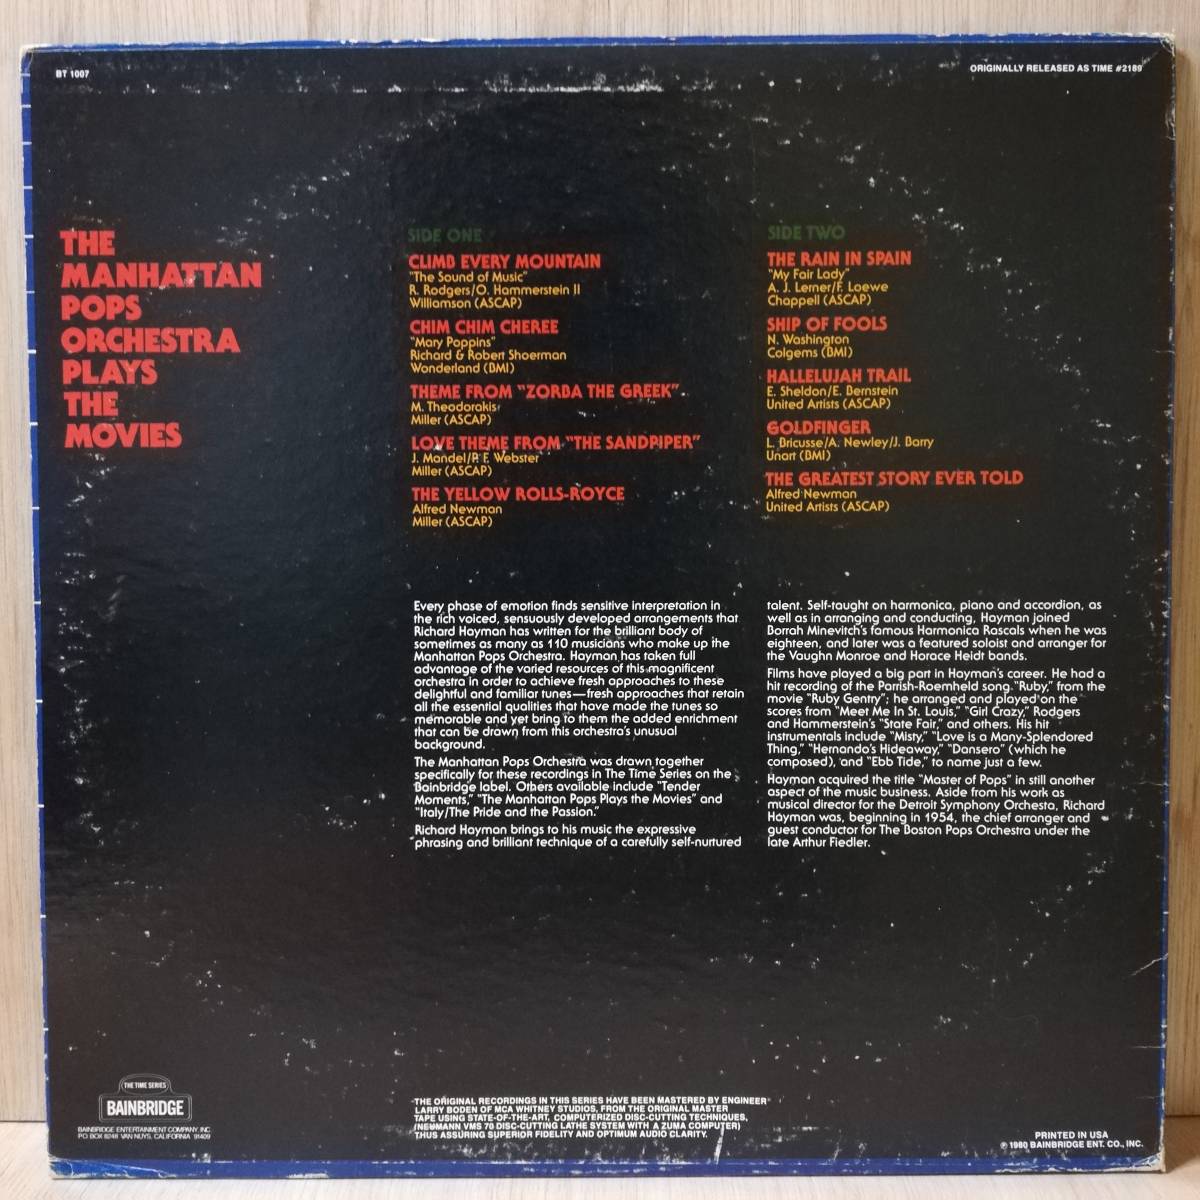 BT 1007
ORIGINALLY RELEASED AS TIME #2189
THE
MANHATTAN
POPS
ORCHESTRA
PLAYS
THE
MOVIES
SIDE ONE
CLIMB EVERY MOUNTAIN
"The Sound of Music"
R. Rodgers/O. Hammerstein II
Williamson (ASCAP)
CHIM CHIM CHEREE
"Mary Poppins"
Richard & Robert Shoerman
Wonderland (BMI)
THEME FROM "ZORBA THE GREEK"
M. Theodorakis
Miller (ASCAP)
LOVE THEME FROM "THE SANDPIPER"
J. Mandel/P. F. Webster
Miller (ASCAP)
THE YELLOW ROLLS-ROYCE
Alfred Newman
Miller (ASCAP)
SIDE TWO
THE RAIN IN SPAIN
"My Fair Lady"
A. J. Lerner/F. Loewe
Chappell (ASCAP)
SHIP OF FOOLS
N. Washington
Colgems (BMI)
HALLELUJAH TRAIL
E. Sheldon/E. Bernstein
United Artists (ASCAP)
GOLDFINGER
L. Bricusse/A. Newley/J. Barry
Unart (BMI)
THE GREATEST STORY EVER TOLD
Alfred Newman
United Artists (ASCAP)
Every phase of emotion finds sensitive interpretation in
the rich voiced, sensuously developed arrangements that
Richard Hayman has written for the brilliant body of
sometimes as many as 110 musicians who make up the
Manhattan Pops Orchestra. Hayman has taken full
advantage of the varied resources of this magnificent
orchestra in order to achieve fresh approaches to these
delightful and familiar tunes—fresh approaches that retain
all the essential qualities that have made the tunes so
memorable and yet bring to them the added enrichment
that can be drawn from this orchestra's unusual
background.
The Manhattan Pops Orchestra was drawn together
specifically for these recordings in The Time Series on the
Bainbridge label. Others available include "Tender
Moments," "The Manhattan Pops Plays the Movies" and
"Italy/The Pride and the Passion."
Richard Hayman brings to his music the expressive
phrasing and brilliant technique of a carefully self-nurtured
talent. Self-taught on harmonica, piano and accordion, as
well as in arranging and conducting, Hayman joined
Borrah Minevitch's famous Harmonica Rascals when he was
eighteen, and later was a featured soloist and arranger for
the Vaughn Monroe and Horace Heidt bands.
Films have played a big part in Hayman's career. He had a
hit recording of the Parrish-Roemheld song "Ruby," from the
movie "Ruby Gentry"; he arranged and played on the
scores from "Meet Me In St. Louis," "Girl Crazy," Rodgers
and Hammerstein's "State Fair," and others. His hit
instrumentals include "Misty," "Love is a Many-Splendored
Thing," "Hernando's Hideaway," "Dansero" (which he
composed), and "Ebb Tide," to name just a few.
Hayman acquired the title "Master of Pops" in still another
aspect of the music business. Aside from his work as
musical director for the Detroit Symphony Orchesta, Richard
Hayman was, beginning in 1954, the chief arranger and
guest conductor for The Boston Pops Orchestra under the
late Arthur Fiedler.
THE TIME SERIES
BAINBRIDGE
BAINBRIDGE ENTERTAINMENT COMPANY, INC.
PO BOX 8248 VAN NUYS, CALIFORNIA 91409
THE ORIGINAL RECORDINGS IN THIS SERIES HAVE BEEN MASTERED BY ENGINEER
LARRY BODEN OF MCA WHITNEY STUDIOS, FROM THE ORIGINAL MASTER
TAPE USING STATE-OF-THE-ART, COMPUTERIZED DISC-CUTTING TECHNIQUES,
(NEUMANN VMS 70 DISC-CUTTING LATHE SYSTEM WITH A ZUMA COMPUTER)
THUS ASSURING SUPERIOR FIDELITY AND OPTIMUM AUDIO CLARITY.
PRINTED IN USA
℗ 1980 BAINBRIDGE ENT. CO., INC.